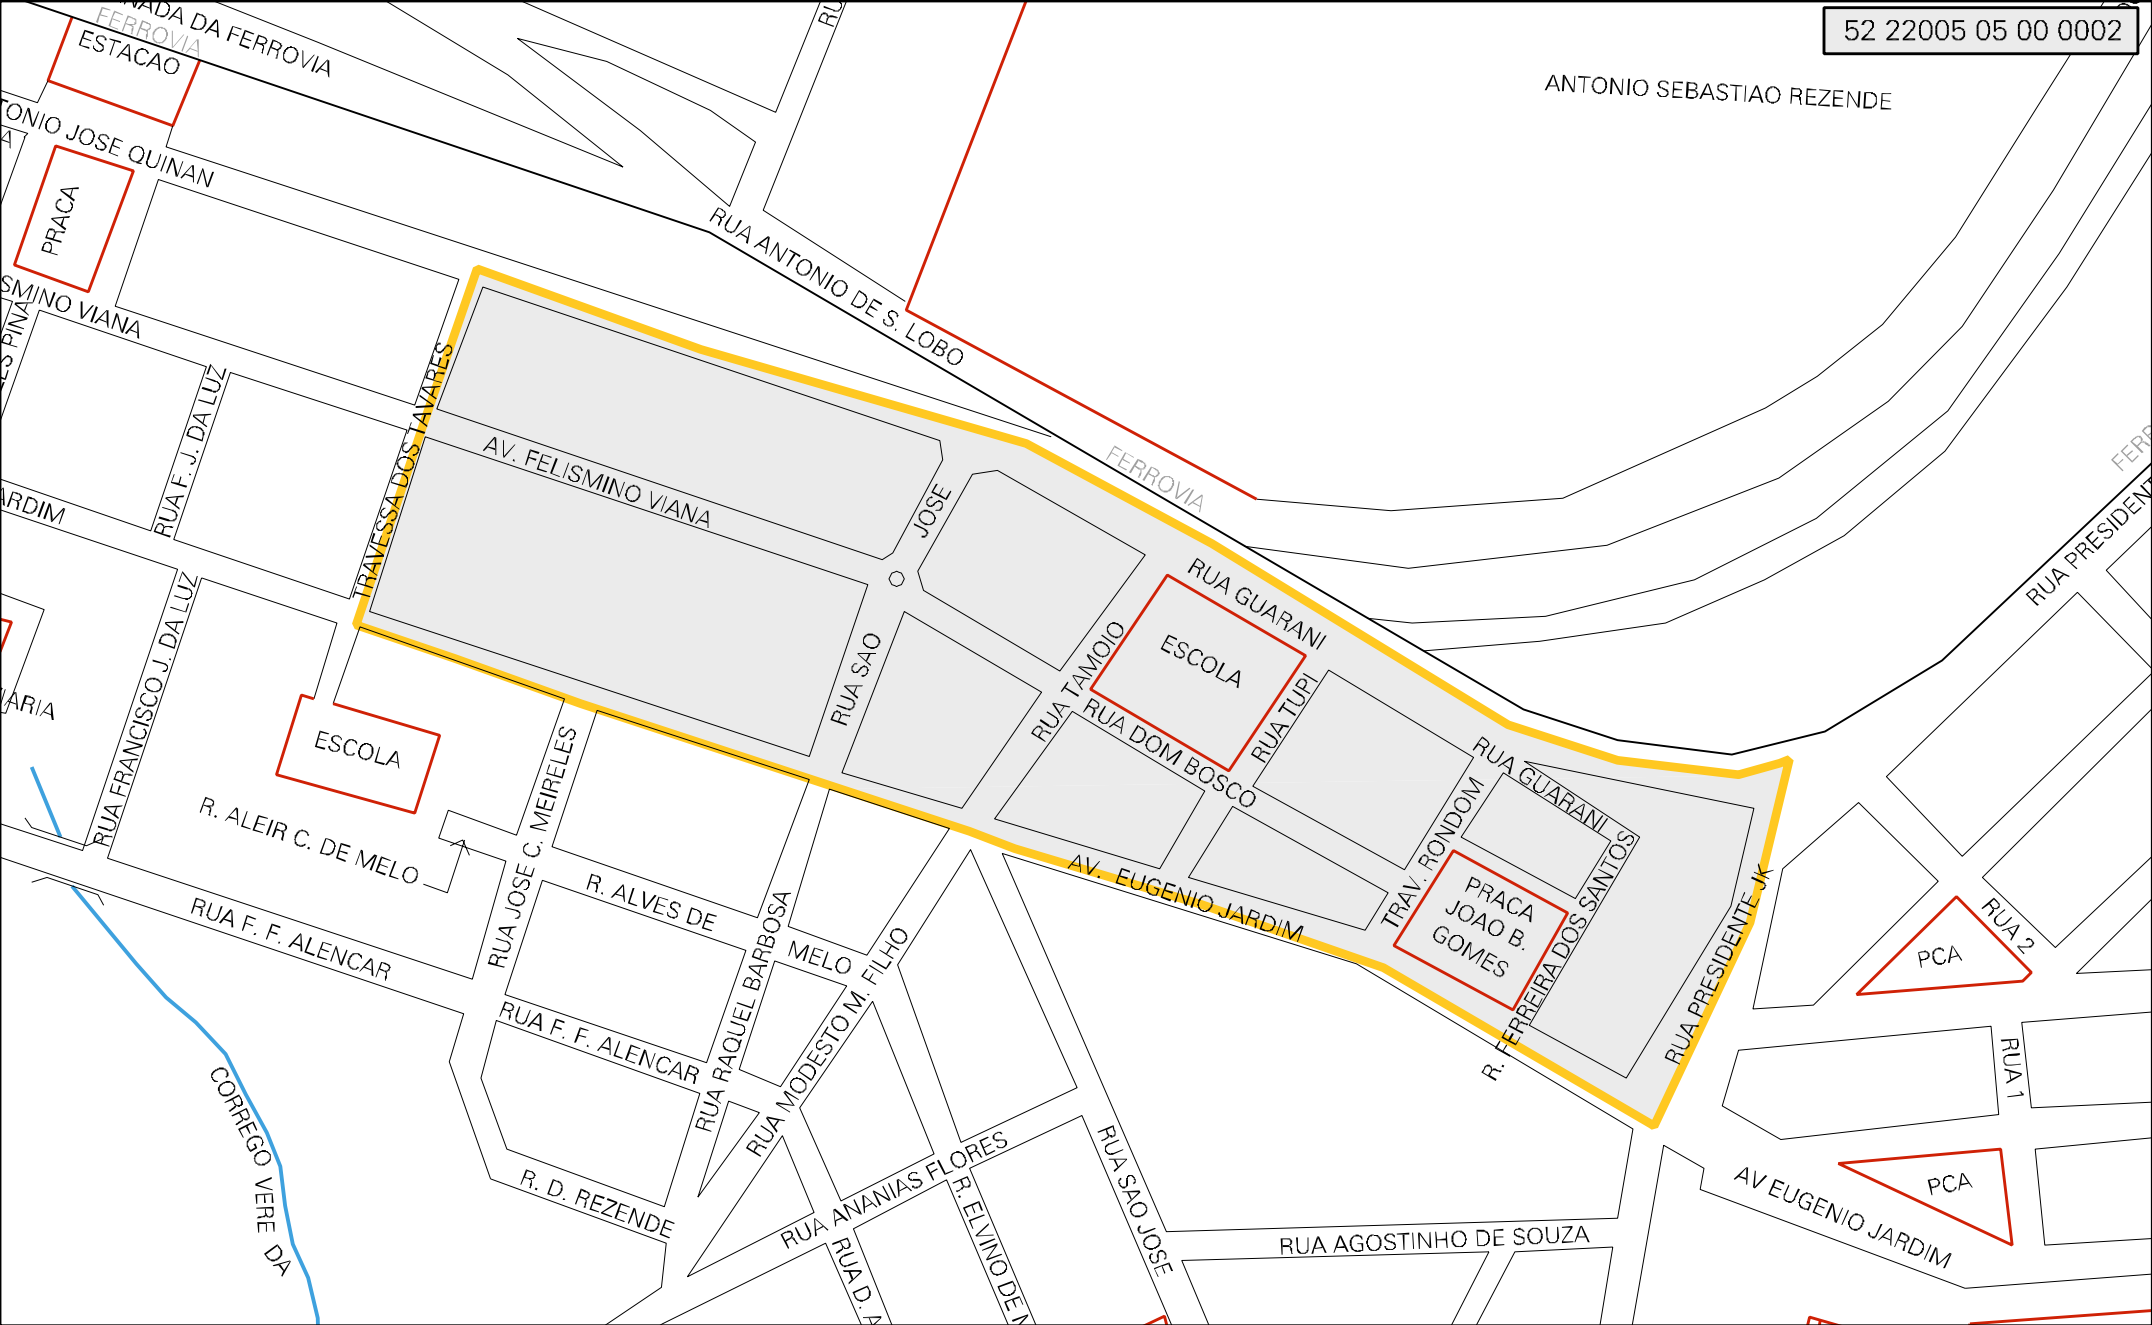 52 22005 05 00 0002
NADA DA FERROVIA
FERROVIA
ESTACAO
ANTONIO SEBASTIAO REZENDE
TONIO JOSE QUINAN
PRACA
RUA ANTONIO DE S. LOBO
SMINO VIANA
RUA F. J. DA LUZ
TRAVESSA DOS TAVARES
AV. FELISMINO VIANA
JOSE
FERROVIA
FERR
RUA PRESIDENT
ARDIM
RUA GUARANI
ESCOLA
RUA TAMOIO
RUA TUPI
RUA SAO
RUA DOM BOSCO
RUA GUARANI
TRAV. RONDOM
RUA FRANCISCO J. DA LUZ
IARIA
ESCOLA
RUA JOSE C. MEIRELES
R. ALEIR C. DE MELO
R. ALVES DE
MELO
AV. EUGENIO JARDIM
PRACA
JOAO B.
GOMES
R. FERREIRA DOS SANTOS
RUA PRESIDENTE JK
PCA
RUA 2
RUA F. F. ALENCAR
RUA RAQUEL BARBOSA
RUA MODESTO M. FILHO
RUA F. F. ALENCAR
RUA 1
CORREGO VERE DA
R. D. REZENDE
RUA ANANIAS FLORES
RUA SAO JOSE
R. ELVINO DE
RUA D. A
RUA AGOSTINHO DE SOUZA
PCA
AV EUGENIO JARDIM